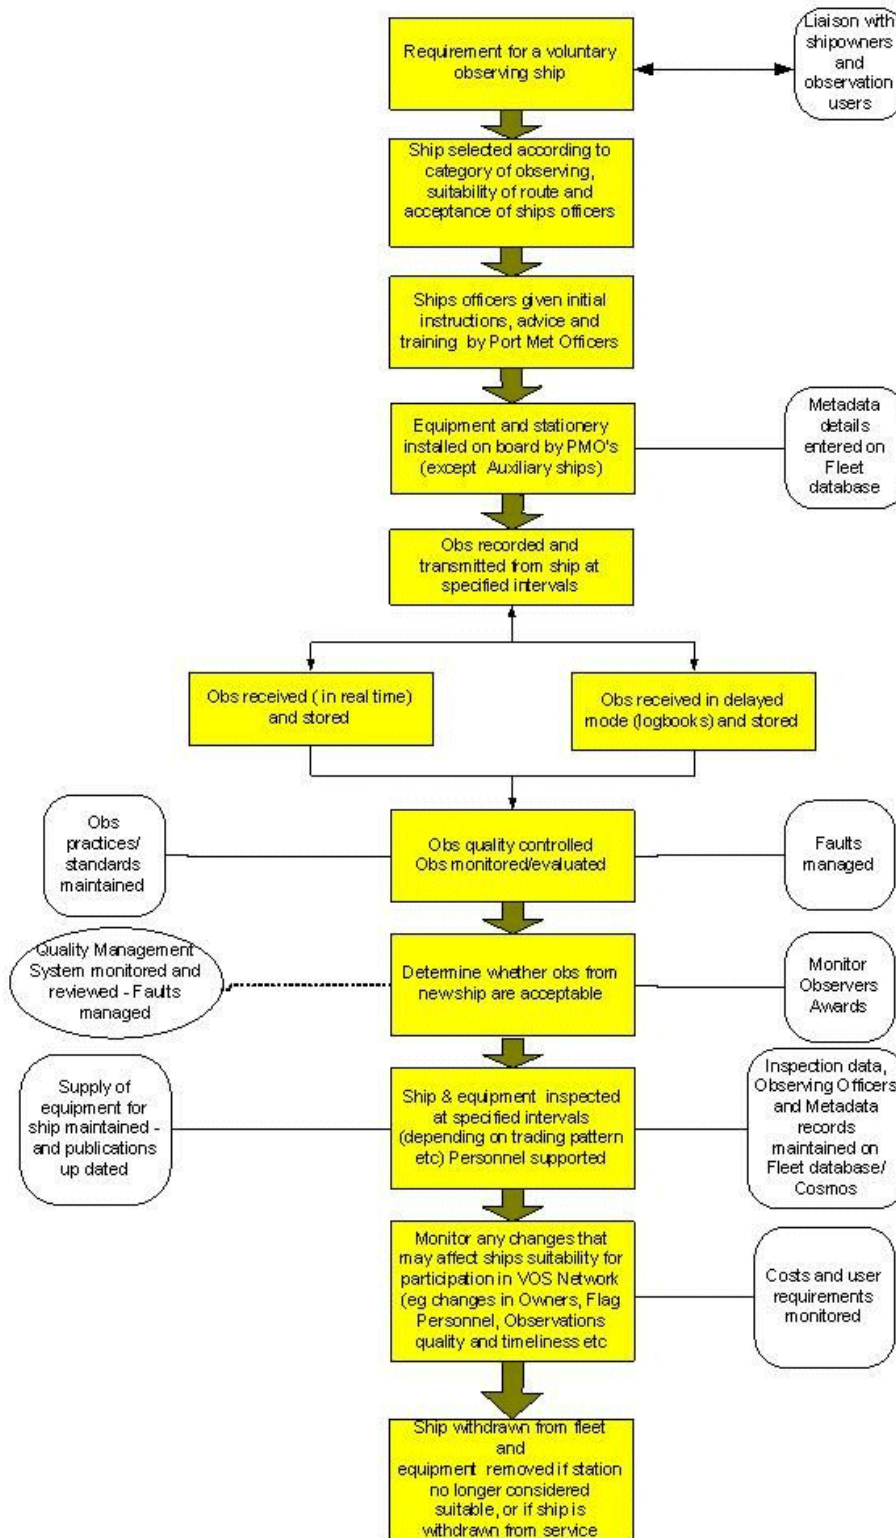 Requirement for a voluntary
observing ship
Liaison with
shipowners
and
observation
users
Ship selected according to
category of observing,
suitability of route and
acceptance of ships officers
Ships officers given initial
instructions, advice and
training by Port Met Officers
Equipment and stationery
installed on board by PMO's
(except Auxiliary ships)
Metadata
details
entered on
Fleet
database
Obs recorded and
transmitted from ship at
specified intervals
Obs received ( in real time)
and stored
Obs received in delayed
mode (logbooks) and stored
Obs
practices/
standards
maintained
Obs quality controlled
Obs monitored/evaluated
Faults
managed
Quality Management
System monitored and
reviewed - Faults
managed
Determine whether obs from
newship are acceptable
Monitor
Observers
Awards
Supply of
equipment for
ship maintained -
and publications
up dated
Ship & equipment inspected
at specified intervals
(depending on trading pattern
etc) Personnel supported
Inspection data,
Observing Officers
and Metadata
records
maintained on
Fleet database/
Cosmos
Monitor any changes that
may affect ships suitability for
participation in VOS Network
(eg changes in Owners, Flag
Personnel, Observations
quality and timeliness etc
Costs and user
requirements
monitored
Ship withdrawn from fleet
and
equipment removed if station
no longer considered
suitable, or if ship is
withdrawn from service